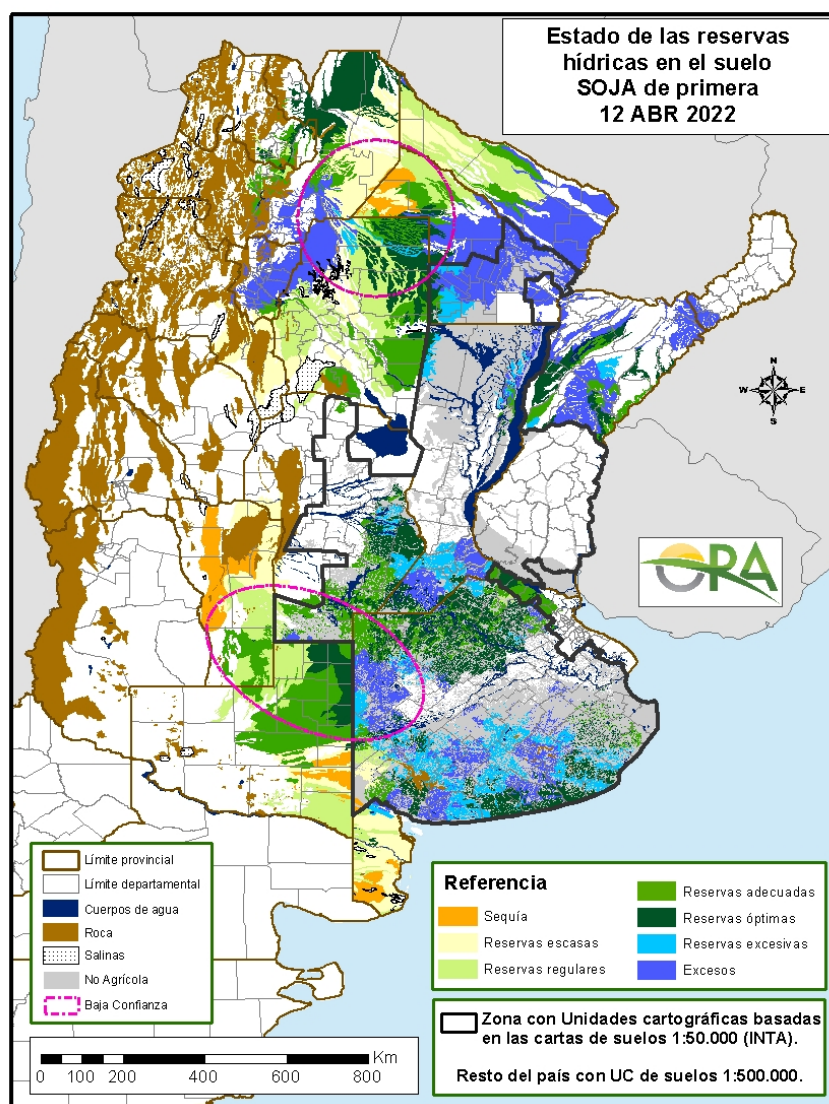 Estado de las reservas
hídricas en el suelo
SOJA de primera
12 ABR 2022
N
W
E
S
ORA
Límite provincial
Límite departamental
Cuerpos de agua
Roca
Salinas
No Agrícola
Baja Confianza
Referencia
Sequía
Reservas escasas
Reservas regulares
Reservas adecuadas
Reservas óptimas
Reservas excesivas
Excesos
Zona con Unidades cartográficas basadas
en las cartas de suelos 1:50.000 (INTA).
Resto del país con UC de suelos 1:500.000.
Km
0 100 200 400 600 800